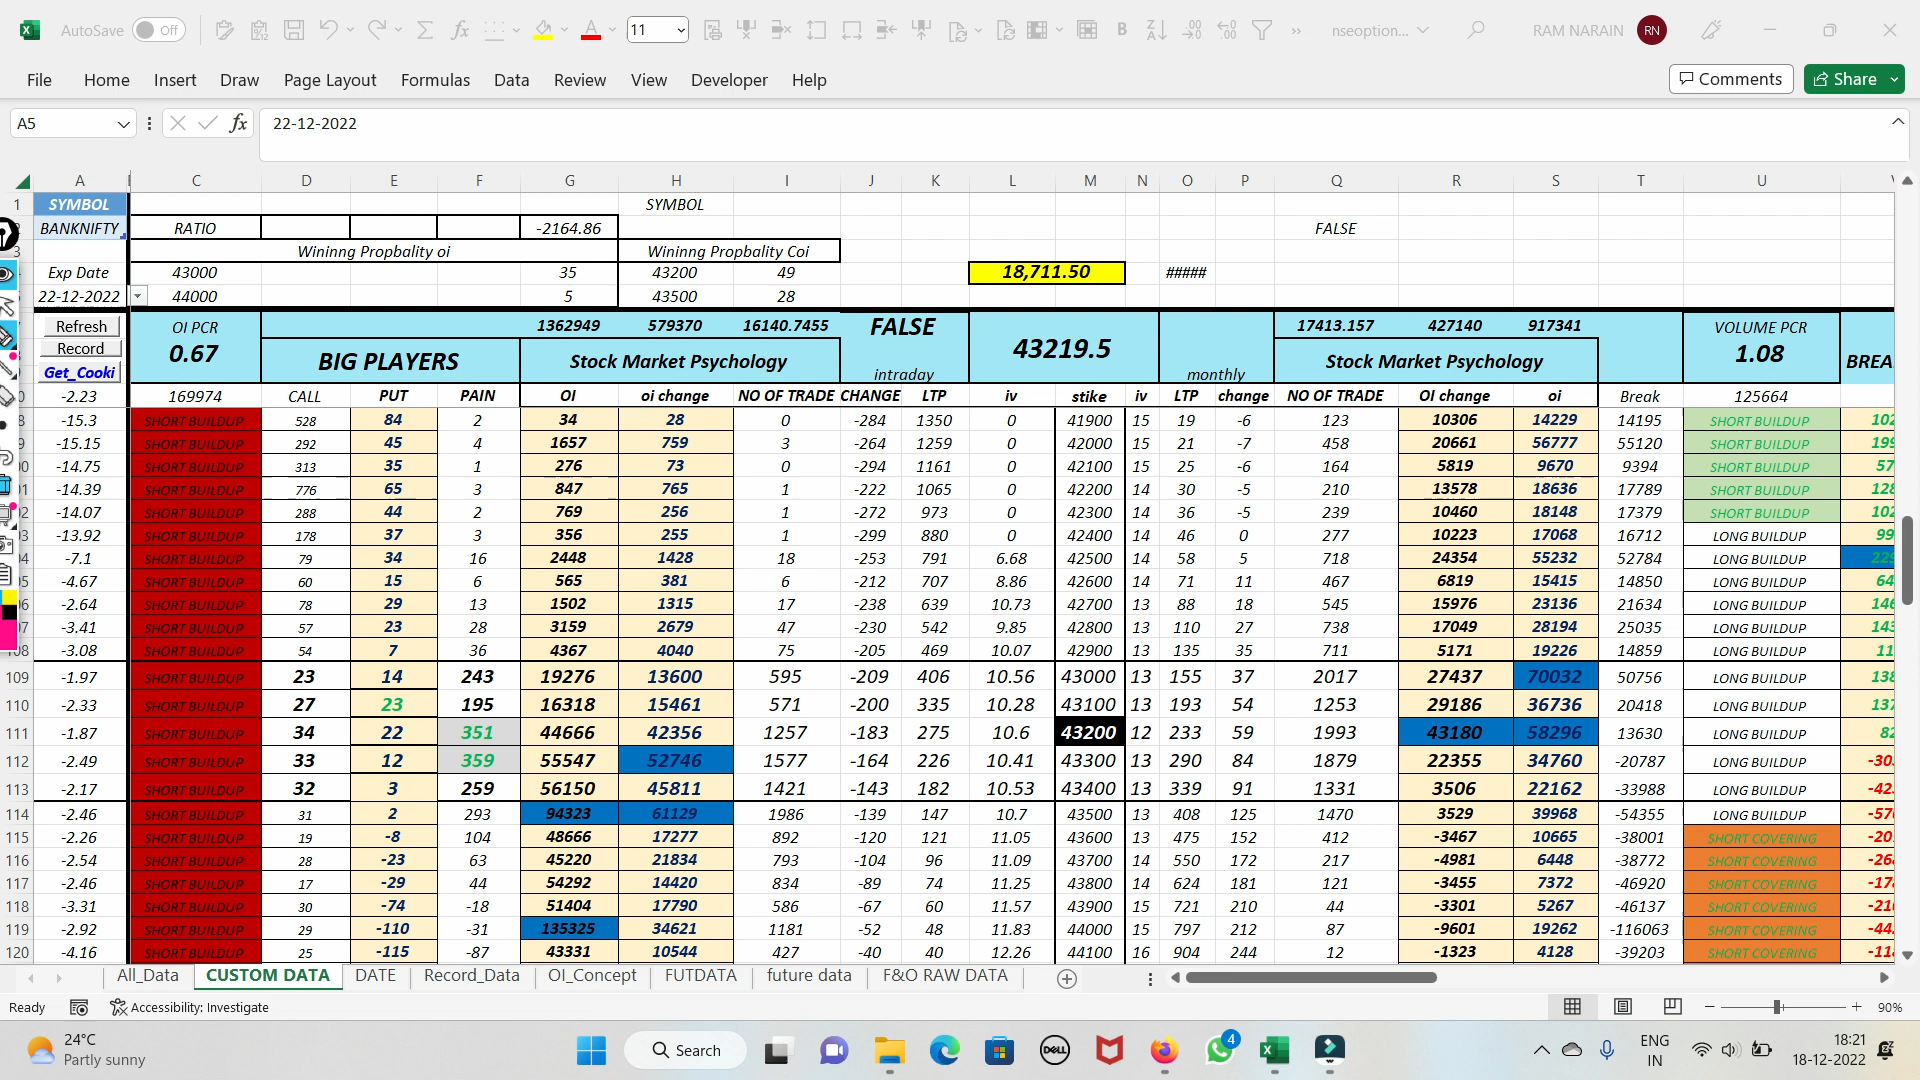 AutoSave Off 11 nseoption... RAM NARAIN RN
File Home Insert Draw Page Layout Formulas Data Review View Developer Help Comments Share
A5 fx 22-12-2022
A C D E F G H I J K L M N O P Q R S T U
1 SYMBOL SYMBOL
BANKNIFTY RATIO -2164.86 FALSE
3 Wininng Propbality oi Wininng Propbality Coi
Exp Date 43000 35 43200 49 18,711.50 #####
22-12-2022 44000 5 43500 28
Refresh OI PCR 1362949 579370 16140.7455 FALSE 43219.5 17413.157 427140 917341 VOLUME PCR
Record 0.67 BIG PLAYERS Stock Market Psychology Stock Market Psychology 1.08
Get_Cooki intraday monthly BREA
-2.23 169974 CALL PUT PAIN OI oi change NO OF TRADE CHANGE LTP iv stike iv LTP change NO OF TRADE OI change oi Break 125664
-15.3 SHORT BUILDUP 528 84 2 34 28 0 -284 1350 0 41900 15 19 -6 123 10306 14229 14195 SHORT BUILDUP 102
-15.15 SHORT BUILDUP 292 45 4 1657 759 3 -264 1259 0 42000 15 21 -7 458 20661 56777 55120 SHORT BUILDUP 199
-14.75 SHORT BUILDUP 313 35 1 276 73 0 -294 1161 0 42100 15 25 -6 164 5819 9670 9394 SHORT BUILDUP 57
-14.39 SHORT BUILDUP 776 65 3 847 765 1 -222 1065 0 42200 14 30 -5 210 13578 18636 17789 SHORT BUILDUP 128
-14.07 SHORT BUILDUP 288 44 2 769 256 1 -272 973 0 42300 14 36 -5 239 10460 18148 17379 SHORT BUILDUP 102
-13.92 SHORT BUILDUP 178 37 3 356 255 1 -299 880 0 42400 14 46 0 277 10223 17068 16712 LONG BUILDUP 99
-7.1 SHORT BUILDUP 79 34 16 2448 1428 18 -253 791 6.68 42500 14 58 5 718 24354 55232 52784 LONG BUILDUP
-4.67 SHORT BUILDUP 60 15 6 565 381 6 -212 707 8.86 42600 14 71 11 467 6819 15415 14850 LONG BUILDUP 64
-2.64 SHORT BUILDUP 78 29 13 1502 1315 17 -238 639 10.73 42700 13 88 18 545 15976 23136 21634 LONG BUILDUP 146
-3.41 SHORT BUILDUP 57 23 28 3159 2679 47 -230 542 9.85 42800 13 110 27 738 17049 28194 25035 LONG BUILDUP 143
-3.08 SHORT BUILDUP 54 7 36 4367 4040 75 -205 469 10.07 42900 13 135 35 711 5171 19226 14859 LONG BUILDUP 11
109 -1.97 SHORT BUILDUP 23 14 243 19276 13600 595 -209 406 10.56 43000 13 155 37 2017 27437 70032 50756 LONG BUILDUP 138
110 -2.33 SHORT BUILDUP 27 23 195 16318 15461 571 -200 335 10.28 43100 13 193 54 1253 29186 36736 20418 LONG BUILDUP 137
111 -1.87 SHORT BUILDUP 34 22 351 44666 42356 1257 -183 275 10.6 43200 12 233 59 1993 43180 58296 13630 LONG BUILDUP 82
112 -2.49 SHORT BUILDUP 33 12 359 55547 52746 1577 -164 226 10.41 43300 13 290 84 1879 22355 34760 -20787 LONG BUILDUP -30
113 -2.17 SHORT BUILDUP 32 3 259 56150 45811 1421 -143 182 10.53 43400 13 339 91 1331 3506 22162 -33988 LONG BUILDUP -42
114 -2.46 SHORT BUILDUP 31 2 293 94323 61129 1986 -139 147 10.7 43500 13 408 125 1470 3529 39968 -54355 LONG BUILDUP -57
115 -2.26 SHORT BUILDUP 19 -8 104 48666 17277 892 -120 121 11.05 43600 13 475 152 412 -3467 10665 -38001 SHORT COVERING -20
116 -2.54 SHORT BUILDUP 28 -23 63 45220 21834 793 -104 96 11.09 43700 14 550 172 217 -4981 6448 -38772 SHORT COVERING -26
117 -2.46 SHORT BUILDUP 17 -29 44 54292 14420 834 -89 74 11.25 43800 14 624 181 121 -3455 7372 -46920 SHORT COVERING -17
118 -3.31 SHORT BUILDUP 30 -74 -18 51404 17790 586 -67 60 11.57 43900 15 721 210 44 -3301 5267 -46137 SHORT COVERING -21
119 -2.92 SHORT BUILDUP 29 -110 -31 135325 34621 1181 -52 48 11.83 44000 15 797 212 87 -9601 19262 -116063 SHORT COVERING -44
120 -4.16 SHORT BUILDUP 25 -115 -87 43331 10544 427 -40 40 12.26 44100 16 904 244 12 -1323 4128 -39203 SHORT COVERING -11
All_Data CUSTOM DATA DATE Record_Data OI_Concept FUTDATA future data F&O RAW DATA
Ready Accessibility: Investigate 90%
24°C Partly sunny Search DELL 4 ENG IN 18:21 18-12-2022